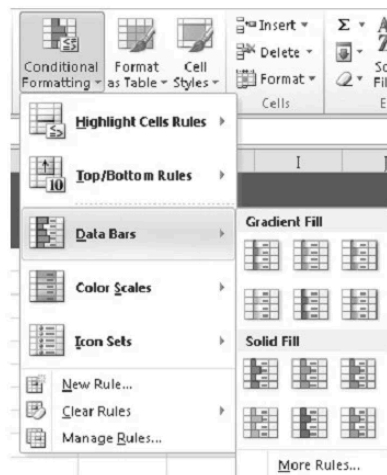 Insert
Delete
Format
Cells
Conditional
Formatting
Format
as Table
Cell
Styles
Σ
Highlight Cells Rules
Top/Bottom Rules
10
I
Data Bars
Gradient Fill
Color Scales
Icon Sets
Solid Fill
New Rule...
Clear Rules
Manage Rules...
More Rules...